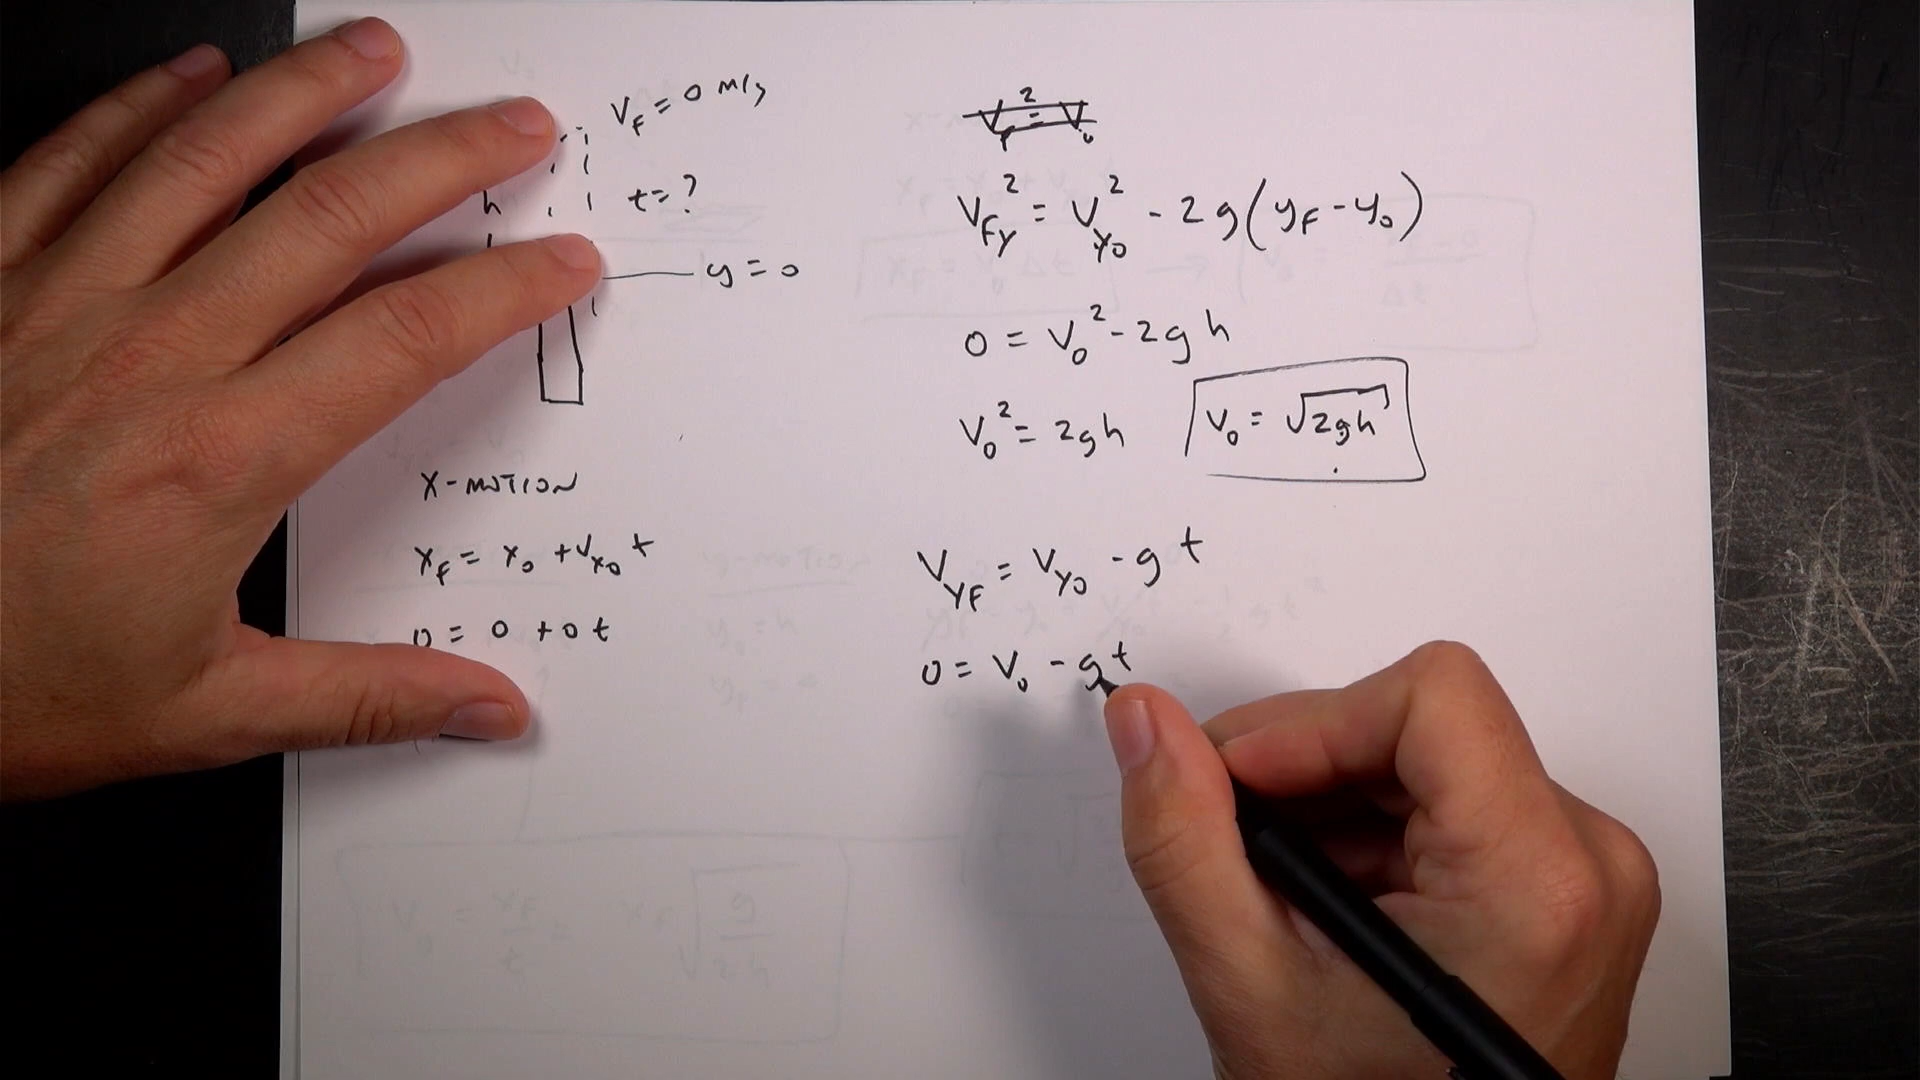 V_F = 0 m/s
h
t = ?
y = 0
X-MOTION
x_F = x_0 + V_x0 t
0 = 0 + 0 t
V_F^2 = V_0
V_Fy^2 = V_y0^2 - 2g(y_F - y_0)
0 = V_0^2 - 2gh
V_0^2 = 2gh
V_0 = √2gh
V_yF = V_y0 - gt
0 = V_0 - gt